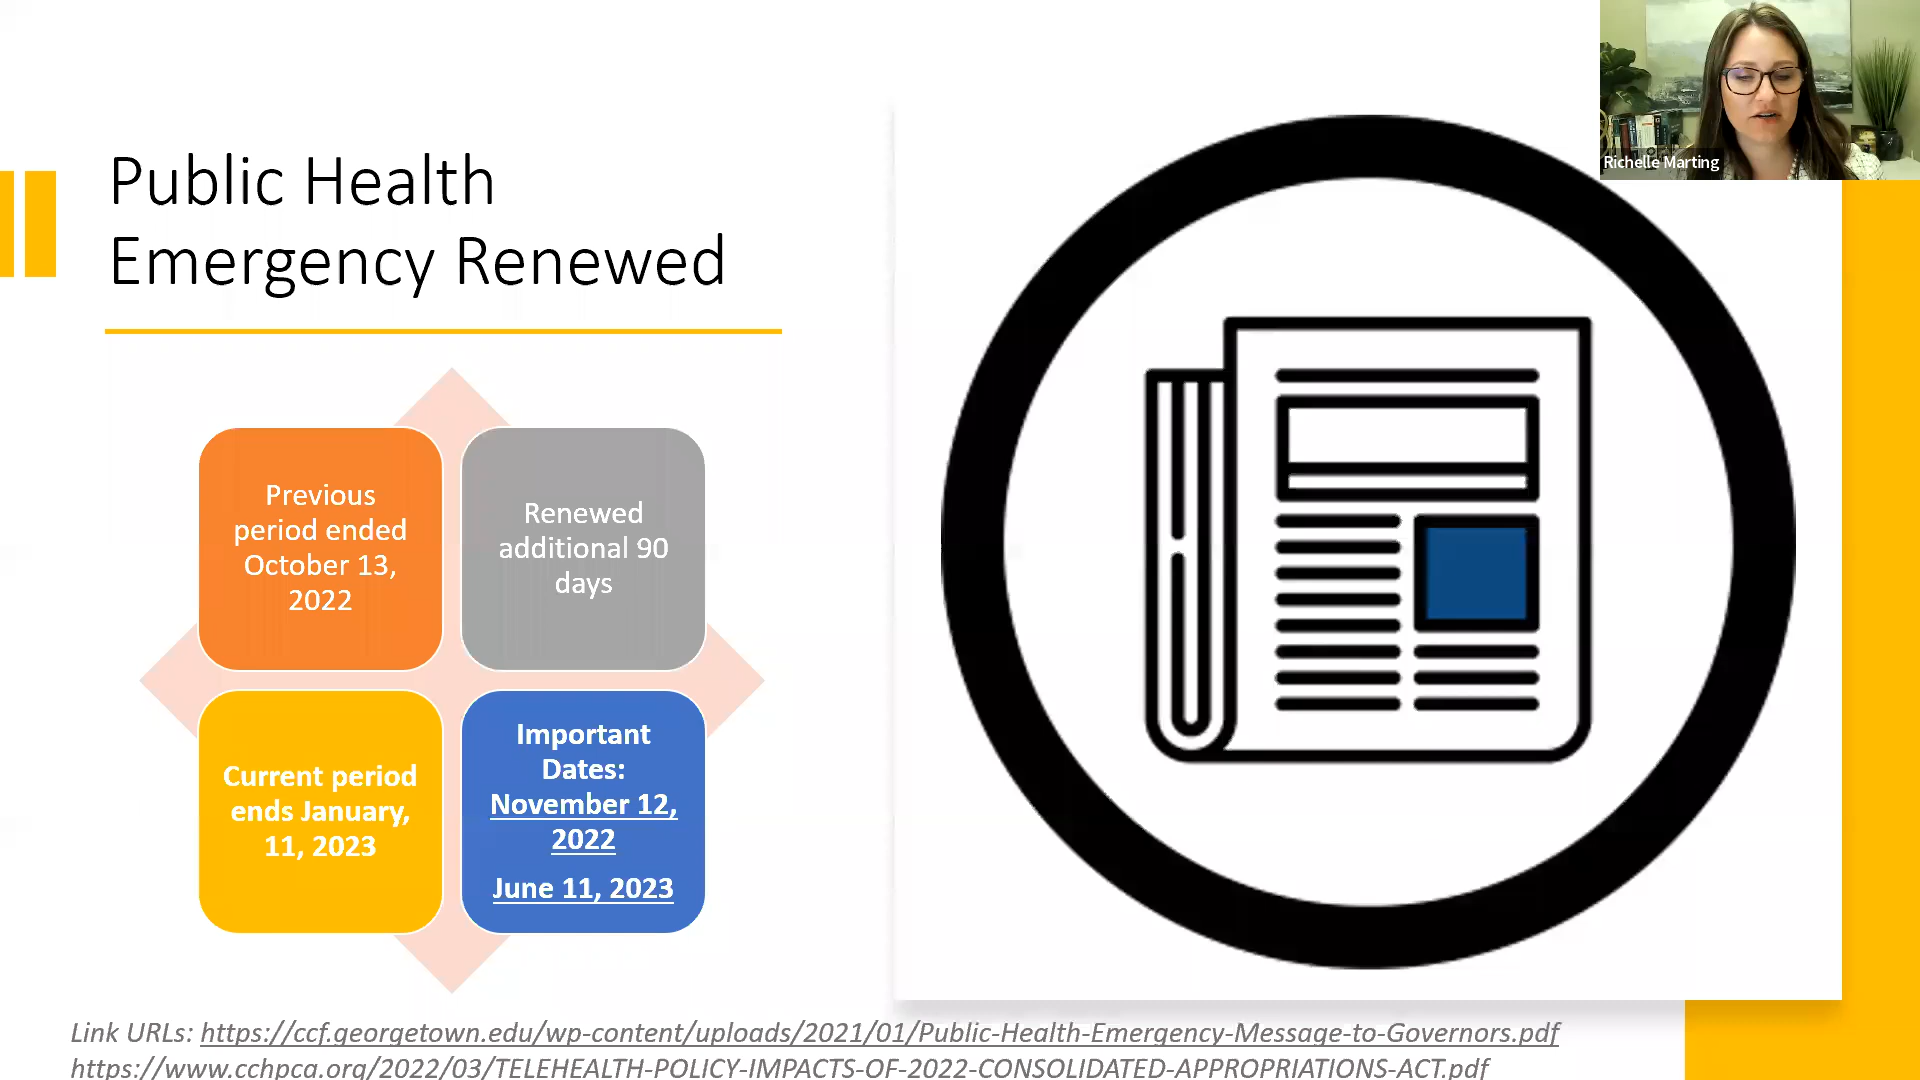 Public Health
Emergency Renewed
Previous
period ended
October 13,
2022
Renewed
additional 90
days
Current period
ends January,
11, 2023
Important
Dates:
November 12,
2022
June 11, 2023
Link URLs: https://ccf.georgetown.edu/wp-content/uploads/2021/01/Public-Health-Emergency-Message-to-Governors.pdf
https://www.cchpca.org/2022/03/TELEHEALTH-POLICY-IMPACTS-OF-2022-CONSOLIDATED-APPROPRIATIONS-ACT.pdf
Richelle Marting